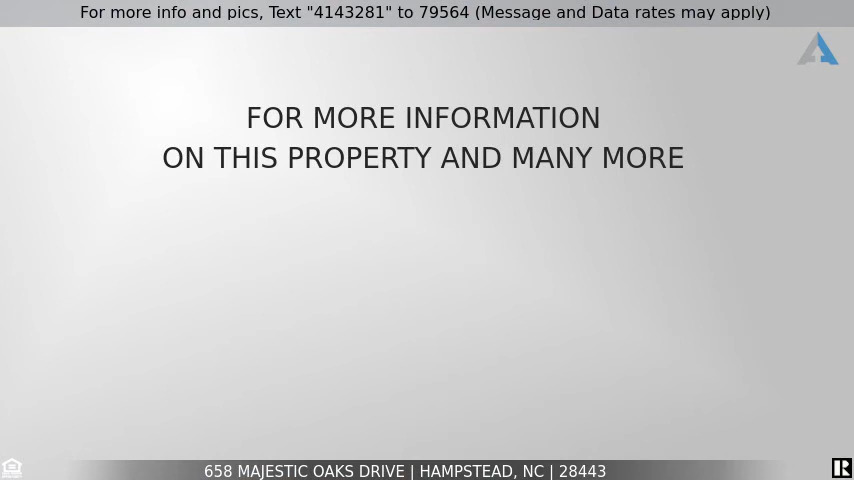 For more info and pics, Text "4143281" to 79564 (Message and Data rates may apply)
FOR MORE INFORMATION
ON THIS PROPERTY AND MANY MORE
658 MAJESTIC OAKS DRIVE | HAMPSTEAD, NC | 28443